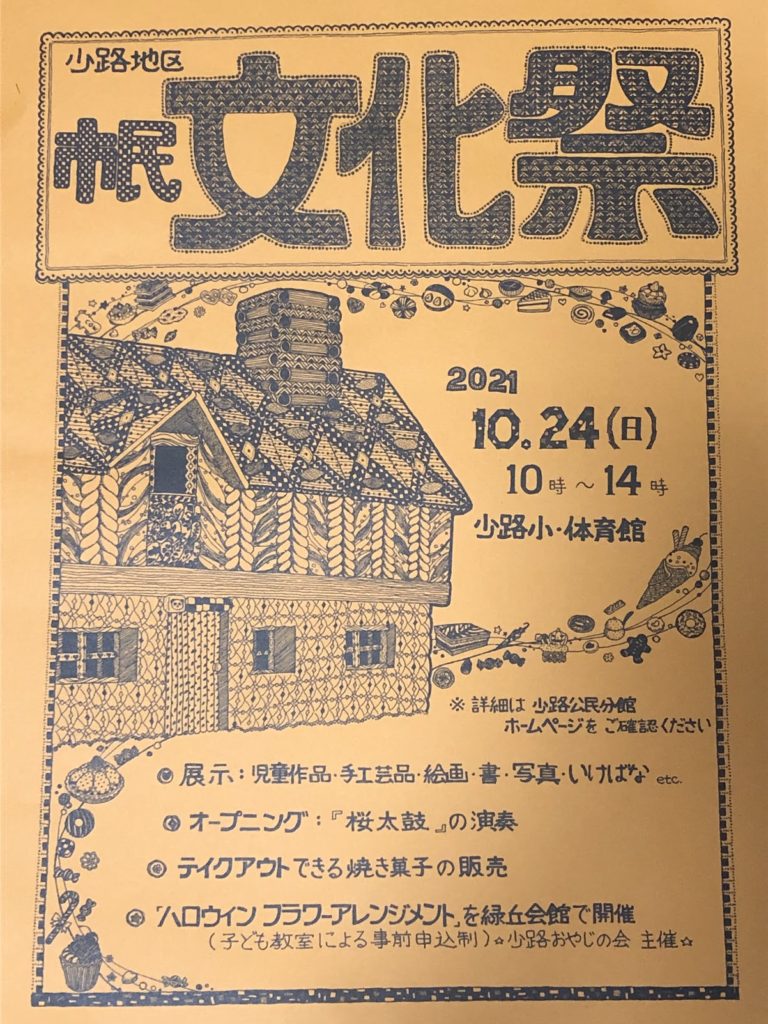 少路地区
市民 文化祭
2021
10.24(日)
10時～14時
少路小・体育館
※ 詳細は 少路公民分館
ホームページを ご確認ください
◎ 展示：児童作品・手工芸品・絵画・書・写真・いけばな etc.
◎ オープニング：『桜太鼓』の演奏
◎ テイクアウトできる焼き菓子の販売
◎ 「ハロウイン フラワーアレンジメント」を緑丘会館で開催
(子ども教室による事前申込制)☆少路おやじの会 主催☆